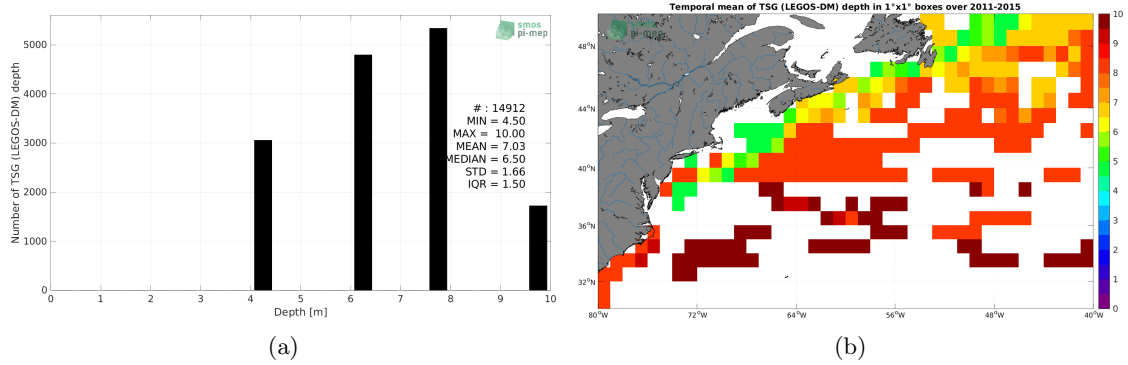 smos
pi-mep
5000
4000
3000
2000
1000
0
Number of TSG (LEGOS-DM) depth
# : 14912
MIN = 4.50
MAX = 10.00
MEAN = 7.03
MEDIAN = 6.50
STD = 1.66
IQR = 1.50
0 1 2 3 4 5 6 7 8 9 10
Depth [m]
(a)
Temporal mean of TSG (LEGOS-DM) depth in 1°x1° boxes over 2011-2015
smos
pi-mep
48°N
44°N
40°N
36°N
32°N
80°W 72°W 64°W 56°W 48°W 40°W
10
9
8
7
6
5
4
3
2
1
0
(b)